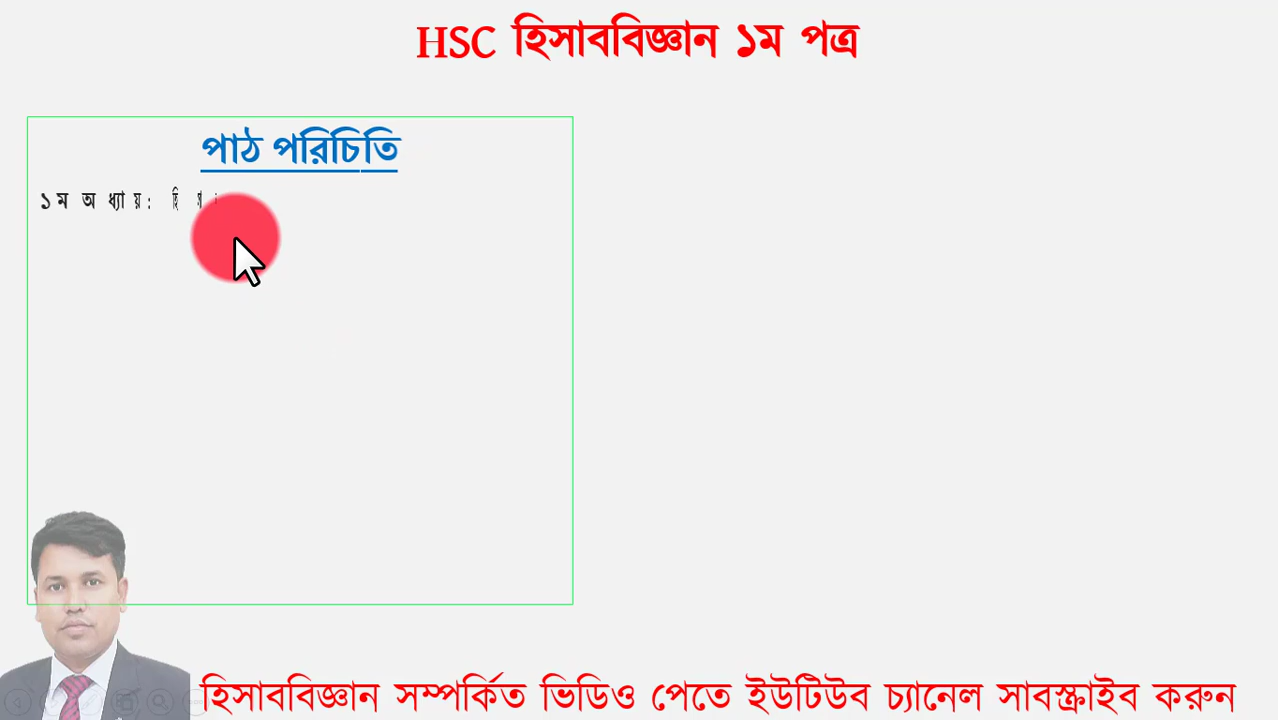 HSC হিসাববিজ্ঞান ১ম পত্র
পাঠ পরিচিতি
১ম অধ্যায়:
হিসাববিজ্ঞান সম্পর্কিত ভিডিও পেতে ইউটিউব চ্যানেল সাবস্ক্রাইব করুন